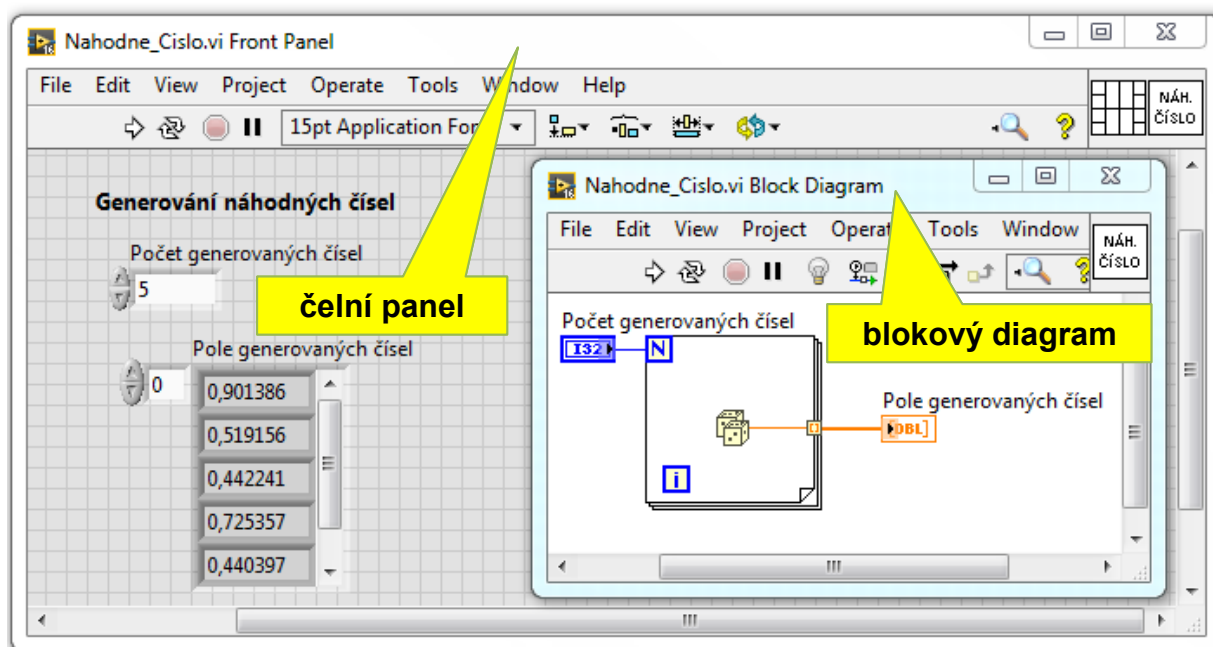 Nahodne_Cislo.vi Front Panel
File Edit View Project Operate Tools Window Help
15pt Application Fo
NÁH.
ČÍSLO
Generování náhodných čísel
Počet generovaných čísel
5
čelní panel
Pole generovaných čísel
0
0,901386
0,519156
0,442241
0,725357
0,440397
Nahodne_Cislo.vi Block Diagram
File Edit View Project Operat Tools Window
NÁH.
ČÍSLO
blokový diagram
Počet generovaných čísel
I32
N
Pole generovaných čísel
DBL]
i